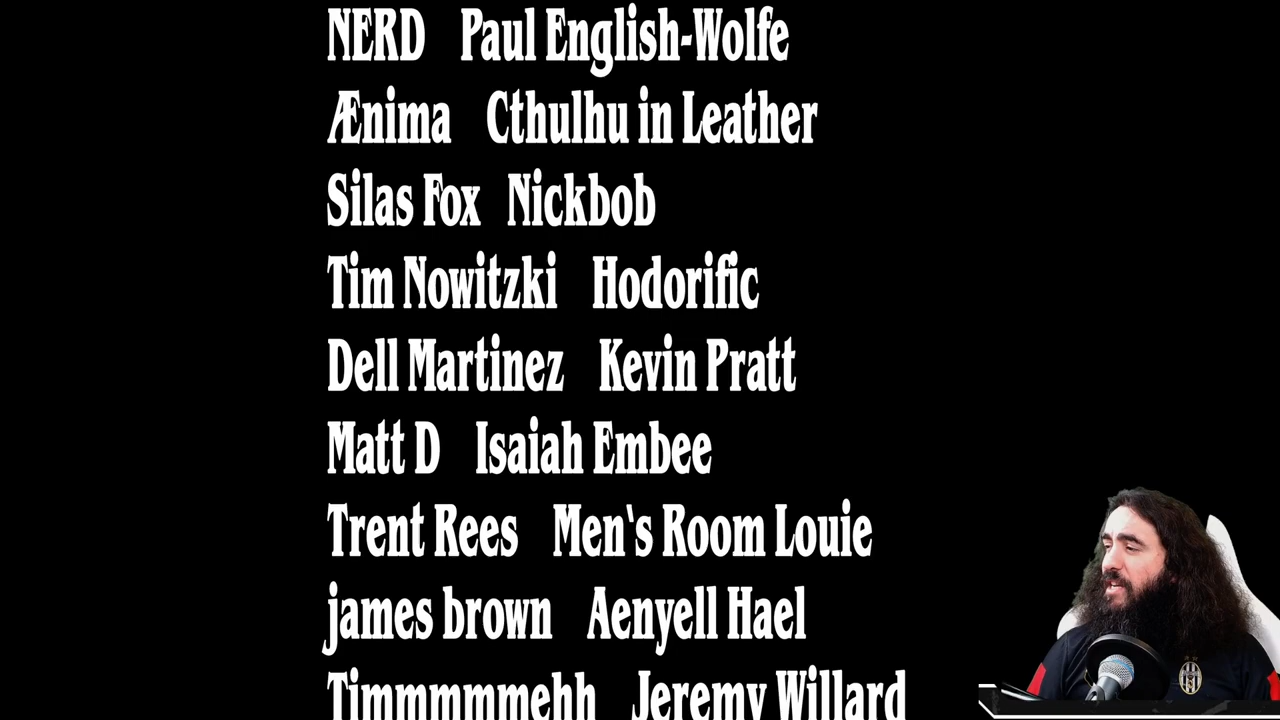 NERD Paul English-Wolfe
Ænima Cthulhu in Leather
Silas Fox Nickbob
Tim Nowitzki Hodorific
Dell Martinez Kevin Pratt
Matt D Isaiah Embee
Trent Rees Men's Room Louie
james brown Aenyell Hael
Timmmmmehh Jeremy Willard